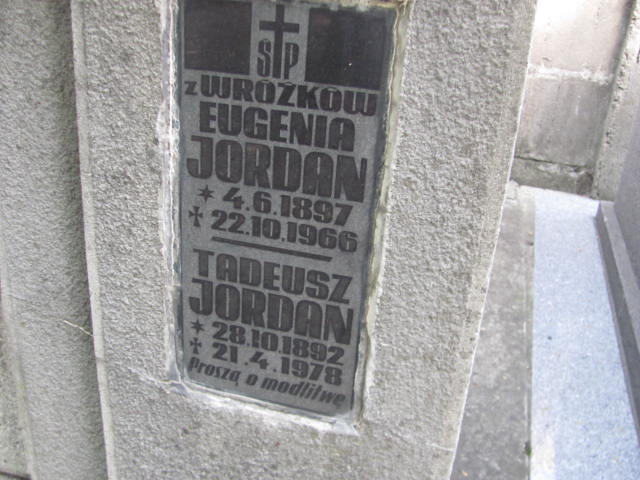 ŚP
z WRÓŻKÓW
EUGENIA
JORDAN
* 4.6.1897
22.10.1966
TADEUSZ
JORDAN
* 28.10.1892
21.4.1978
proszą o modlitwę